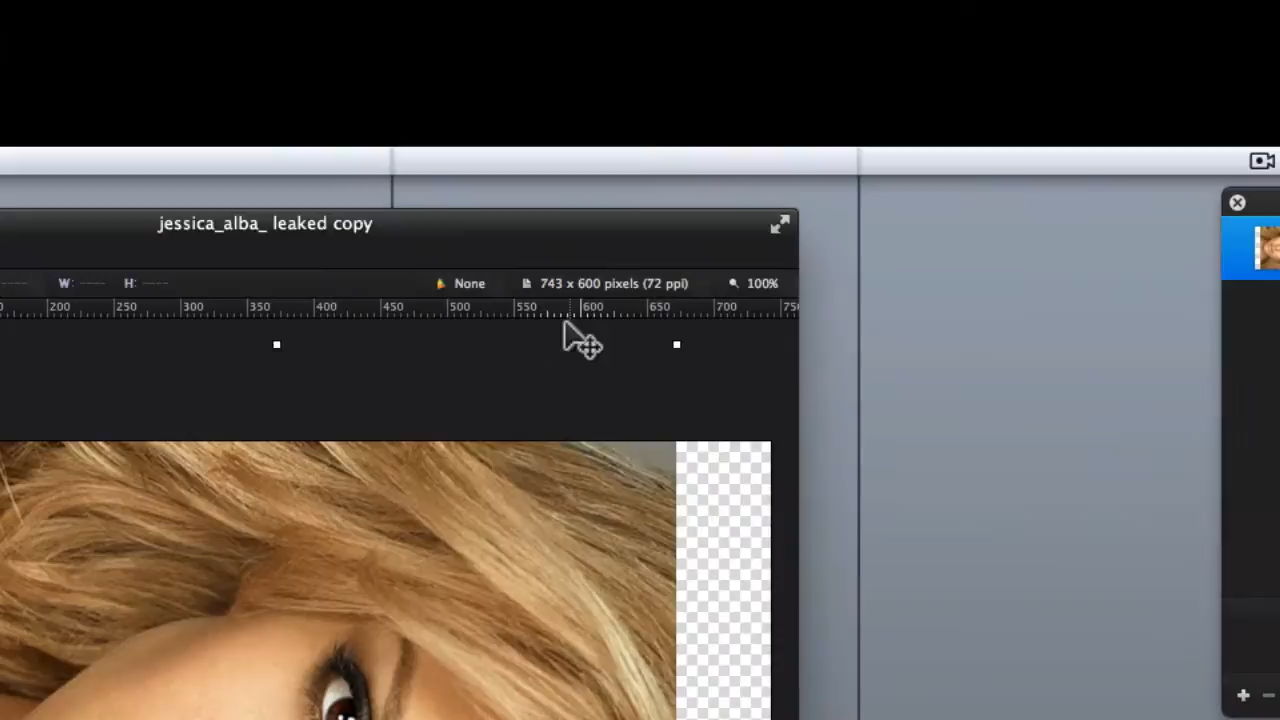 jessica_alba_ leaked copy
W: H: None 743 x 600 pixels (72 ppi) 100%
200 250 300 350 400 450 500 550 600 650 700